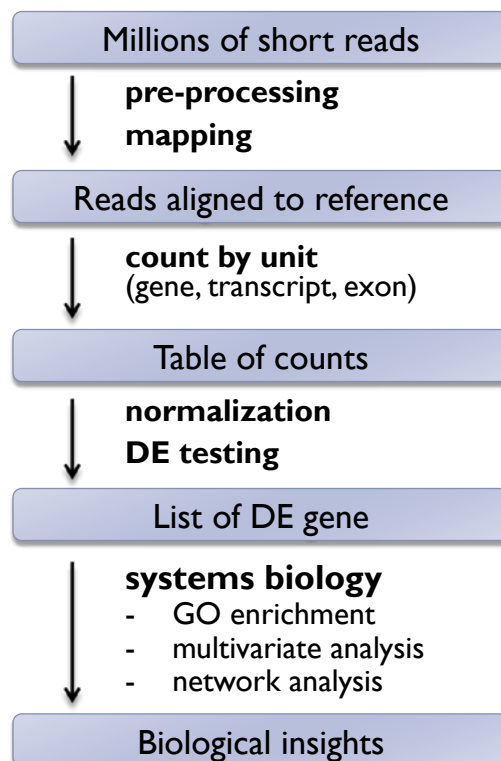 Millions of short reads
pre-processing
mapping
Reads aligned to reference
count by unit
(gene, transcript, exon)
Table of counts
normalization
DE testing
List of DE gene
systems biology
- GO enrichment
- multivariate analysis
- network analysis
Biological insights